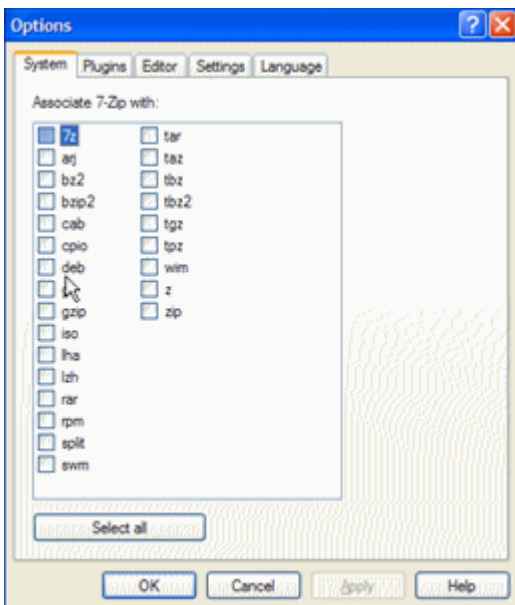 Options
System Plugins Editor Settings Language
Associate 7-Zip with:
7z
arj
bz2
bzip2
cab
cpio
deb
gzip
iso
lha
lzh
rar
rpm
split
swm
tar
taz
tbz
tbz2
tgz
tpz
wim
z
zip
Select all
OK Cancel Apply Help